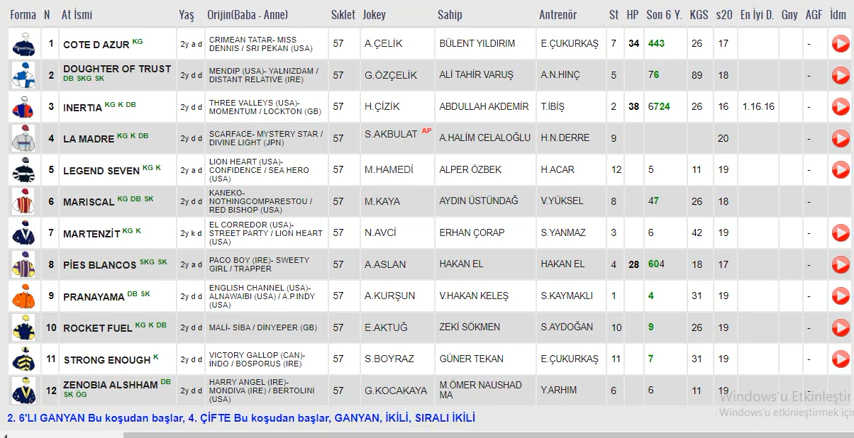 Forma N At İsmi Yaş Orijin(Baba - Anne) Sıklet Jokey Sahip Antrenör St HP Son 6 Y. KGS s20 En İyi D. Gny AGF İdm
1 COTE D AZUR KG 2y a d CRIMEAN TATAR- MISS DENNIS / SRI PEKAN (USA) 57 A.ÇELİK BÜLENT YILDIRIM E.ÇUKURKAŞ 7 34 443 26 17 -
2 DOUGHTER OF TRUST DB SKG SK 2y d d MENDIP (USA)- YALNIZDAM / DISTANT RELATIVE (IRE) 57 G.ÖZÇELİK ALİ TAHİR VARUŞ A.N.HINÇ 5 76 89 18 -
3 INERTIA KG K DB 2y d d THREE VALLEYS (USA)- MOMENTUM / LOCKTON (GB) 57 H.ÇİZİK ABDULLAH AKDEMİR T.İBİŞ 2 38 6724 26 16 1.16.16 -
4 LA MADRE KG K DB 2y d d SCARFACE- MYSTERY STAR / DIVINE LIGHT (JPN) 57 S.AKBULAT AP A.HALİM CELALOĞLU H.N.DERRE 9 20 -
5 LEGEND SEVEN KG K 2y a d LION HEART (USA)- CONFIDENCE / SEA HERO (USA) 57 M.HAMEDİ ALPER ÖZBEK H.ACAR 12 5 11 19 -
6 MARISCAL KG DB SK 2y d d KANEKO- NOTHINGCOMPARESTOU / RED BISHOP (USA) 57 M.KAYA AYDIN ÜSTÜNDAĞ V.YÜKSEL 8 47 26 18 -
7 MARTENZİT KG K 2y k d EL CORREDOR (USA)- STREET PARTY / LION HEART (USA) 57 N.AVCİ ERHAN ÇORAP S.YANMAZ 3 6 42 19 -
8 PİES BLANCOS SKG SK 2y a d PACO BOY (IRE)- SWEETY GIRL / TRAPPER 57 A.ASLAN HAKAN EL HAKAN EL 4 28 604 18 17 -
9 PRANAYAMA DB SK 2y d d ENGLISH CHANNEL (USA)- ALNAWAIBI (USA) / A.P.INDY (USA) 57 A.KURŞUN V.HAKAN KELEŞ S.KAYMAKLI 1 4 31 19 -
10 ROCKET FUEL KG K DB 2y d d MALI- SİBA / DINYEPER (GB) 57 E.AKTUĞ ZEKİ SÖKMEN S.AYDOĞAN 10 9 26 19 -
11 STRONG ENOUGH K 2y d d VICTORY GALLOP (CAN)- INDO / BOSPORUS (IRE) 57 S.BOYRAZ GÜNER TEKAN E.ÇUKURKAŞ 11 7 31 19 -
12 ZENOBIA ALSHHAM DB SK ÖG 2y d d HARRY ANGEL (IRE)- MONDIVA (IRE) / BERTOLINI (USA) 57 G.KOCAKAYA M.ÖMER NAUSHAD MA Y.ARHIM 6 6 11 19 -
Windows'u Etkinleştir
Windows'u etkinleştirmek için
2. 6'LI GANYAN Bu koşudan başlar, 4. ÇİFTE Bu koşudan başlar, GANYAN, İKİLİ, SIRALI İKİLİ